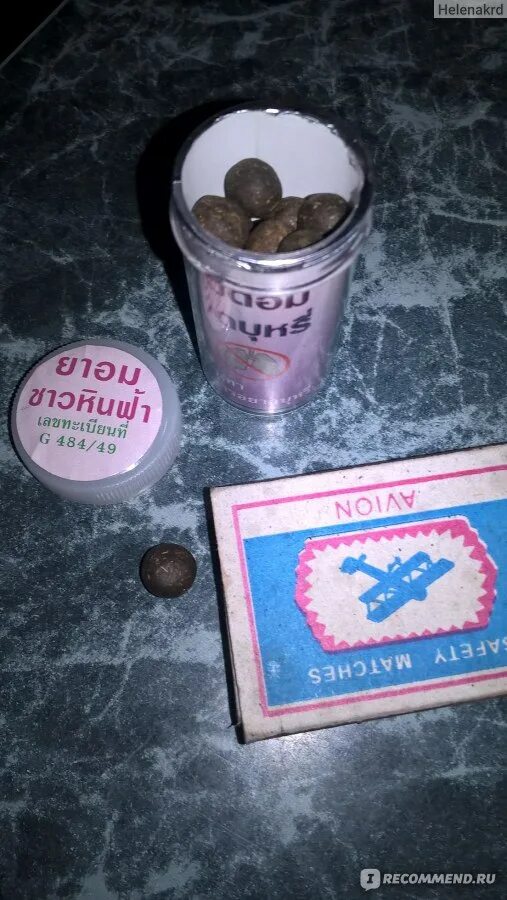 Helenakrd
ยาอม
ชาวหินฟ้า
เลขทะเบียนที่
G 484/49
AVION
SAFETY MATCHES
IRECOMMEND.RU